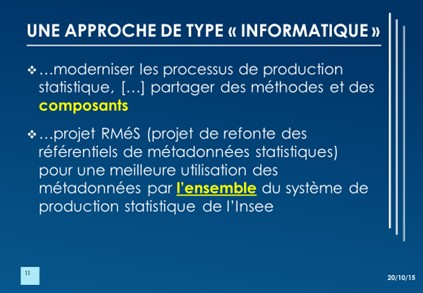 UNE APPROCHE DE TYPE « INFORMATIQUE »
❖ …moderniser les processus de production
statistique, […] partager des méthodes et des
composants
❖ …projet RMéS (projet de refonte des
référentiels de métadonnées statistiques)
pour une meilleure utilisation des
métadonnées par l’ensemble du système de
production statistique de l’Insee
11
20/10/15